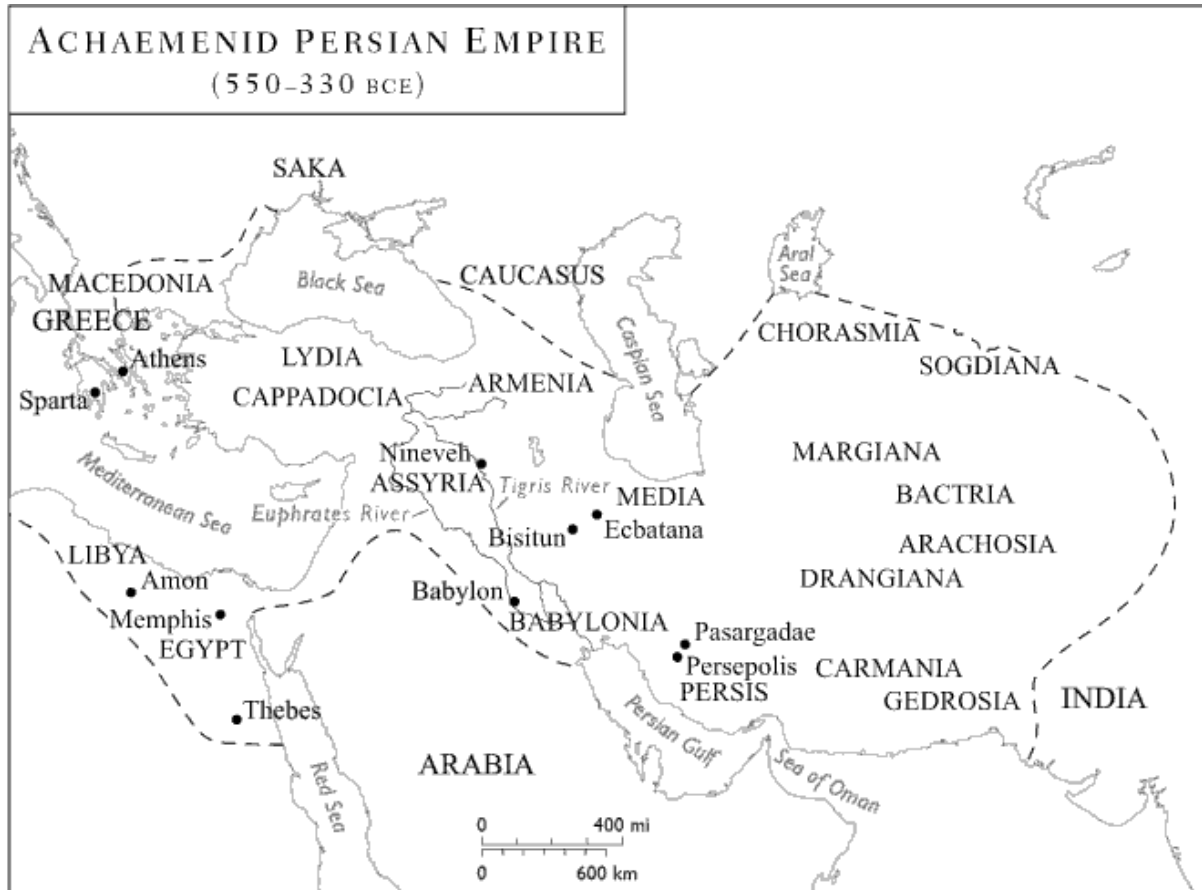 ACHAEMENID PERSIAN EMPIRE
(550–330 BCE)
SAKA
MACEDONIA
Black Sea
CAUCASUS
Aral
Sea
GREECE
Caspian Sea
CHORASMIA
Athens
LYDIA
SOGDIANA
Sparta
CAPPADOCIA
ARMENIA
Nineveh
MARGIANA
Mediterranean Sea
ASSYRIA
Tigris River
MEDIA
BACTRIA
Euphrates River
Bisitun
Ecbatana
LIBYA
ARACHOSIA
Amon
Babylon
DRANGIANA
Memphis
BABYLONIA
EGYPT
Pasargadae
Persepolis
CARMANIA
PERSIS
GEDROSIA
INDIA
Thebes
Persian Gulf
ARABIA
Red Sea
Sea of Oman
0 400 mi
0 600 km